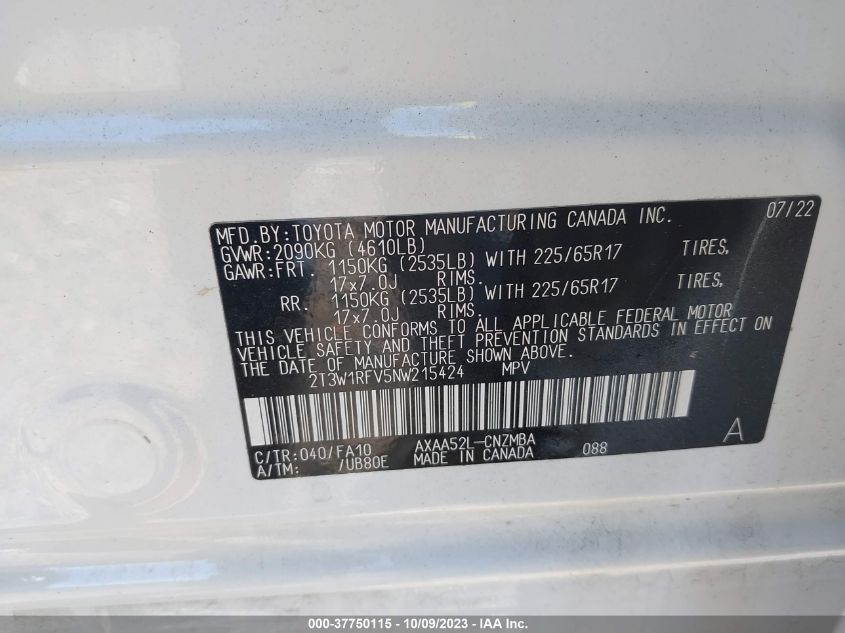 MFD.BY:TOYOTA MOTOR MANUFACTURING CANADA INC. 07/22
GVWR:2090KG (4610LB)
GAWR:FRT. 1150KG (2535LB) WITH 225/65R17 TIRES,
17x7.0J RIMS.
RR. 1150KG (2535LB) WITH 225/65R17 TIRES,
17x7.0J RIMS.
THIS VEHICLE CONFORMS TO ALL APPLICABLE FEDERAL MOTOR
VEHICLE SAFETY AND THEFT PREVENTION STANDARDS IN EFFECT ON
THE DATE OF MANUFACTURE SHOWN ABOVE.
2T3W1RFV5NW215424 MPV
C/TR:040/FA10 AXAA52L-CNZMBA 088 A
A/TM: /UB80E MADE IN CANADA
000-37750115 - 10/09/2023 - IAA Inc.